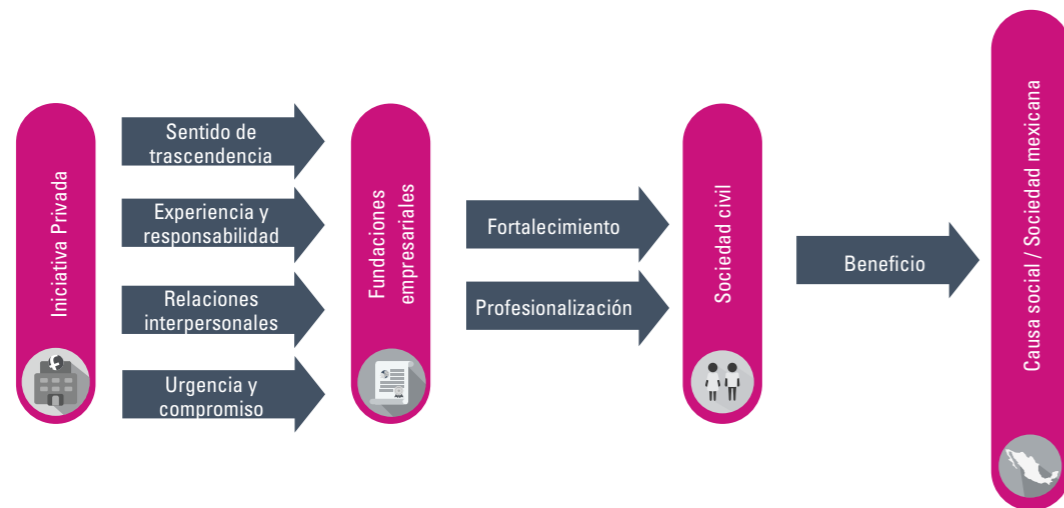 Iniciativa Privada
Sentido de
trascendencia
Experiencia y
responsabilidad
Relaciones
interpersonales
Urgencia y
compromiso
Fundaciones
empresariales
Fortalecimiento
Profesionalización
Sociedad civil
Beneficio
Causa social / Sociedad mexicana